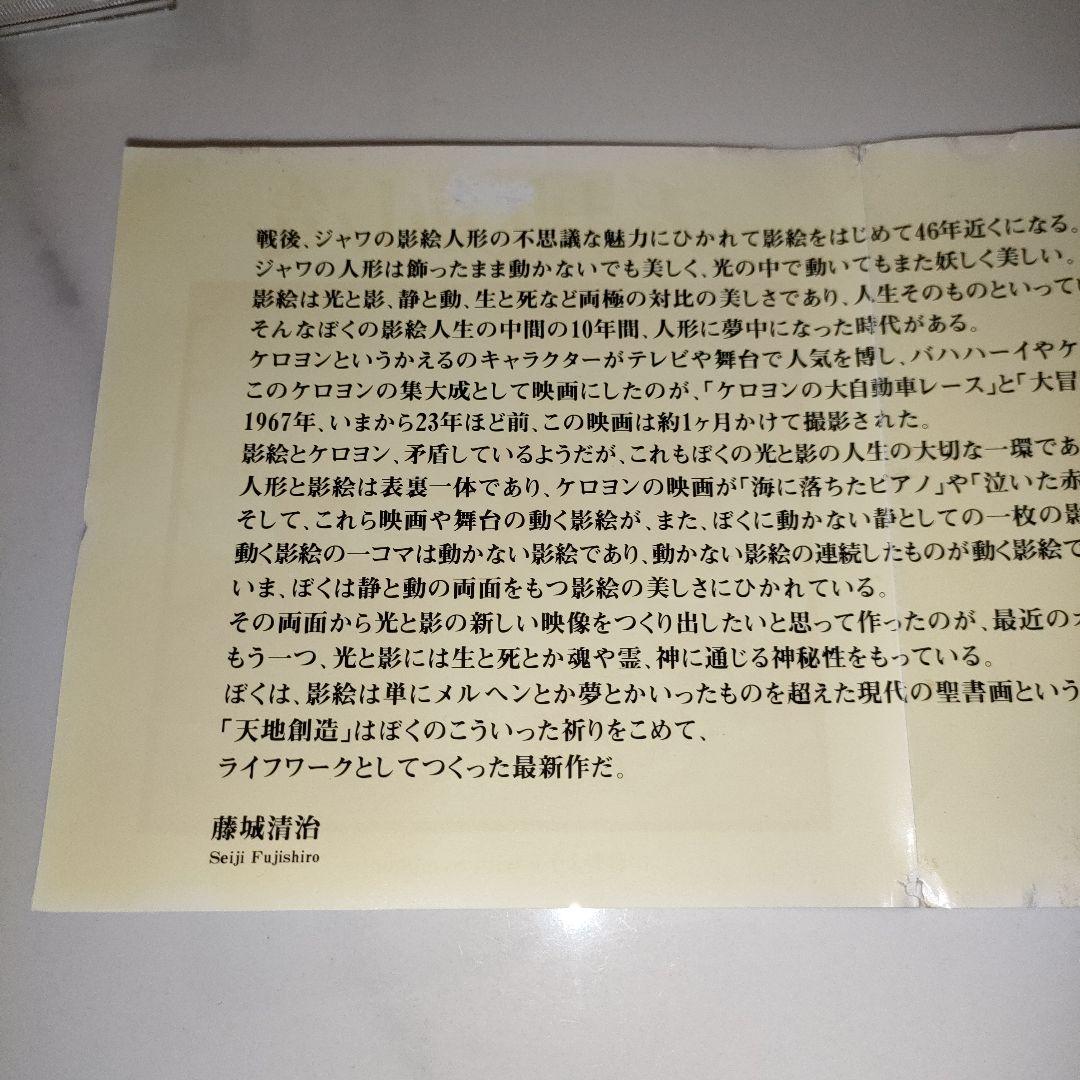 戦後、ジャワの影絵人形の不思議な魅力にひかれて影絵をはじめて46年近くになる。
ジャワの人形は飾ったまま動かないでも美しく、光の中で動いてもまた妖しく美しい。
影絵は光と影、静と動、生と死など両極の対比の美しさであり、人生そのものといって
そんなぼくの影絵人生の中間の10年間、人形に夢中になった時代がある。
ケロヨンというかえるのキャラクターがテレビや舞台で人気を博し、バハハーイやケ
このケロヨンの集大成として映画にしたのが、「ケロヨンの大自動車レース」と「大冒
1967年、いまから23年ほど前、この映画は約1ヶ月かけて撮影された。
影絵とケロヨン、矛盾しているようだが、これもぼくの光と影の人生の大切な一環であ
人形と影絵は表裏一体であり、ケロヨンの映画が「海に落ちたピアノ」や「泣いた赤
そして、これら映画や舞台の動く影絵が、また、ぼくに動かない静としての一枚の影
動く影絵の一コマは動かない影絵であり、動かない影絵の連続したものが動く影絵で
いま、ぼくは静と動の両面をもつ影絵の美しさにひかれている。
その両面から光と影の新しい映像をつくり出したいと思って作ったのが、最近の
もう一つ、光と影には生と死とか魂や霊、神に通じる神秘性をもっている。
ぼくは、影絵は単にメルヘンとか夢とかいったものを超えた現代の聖書画という
「天地創造」はぼくのこういった祈りをこめて、
ライフワークとしてつくった最新作だ。
藤城清治
Seiji Fujishiro